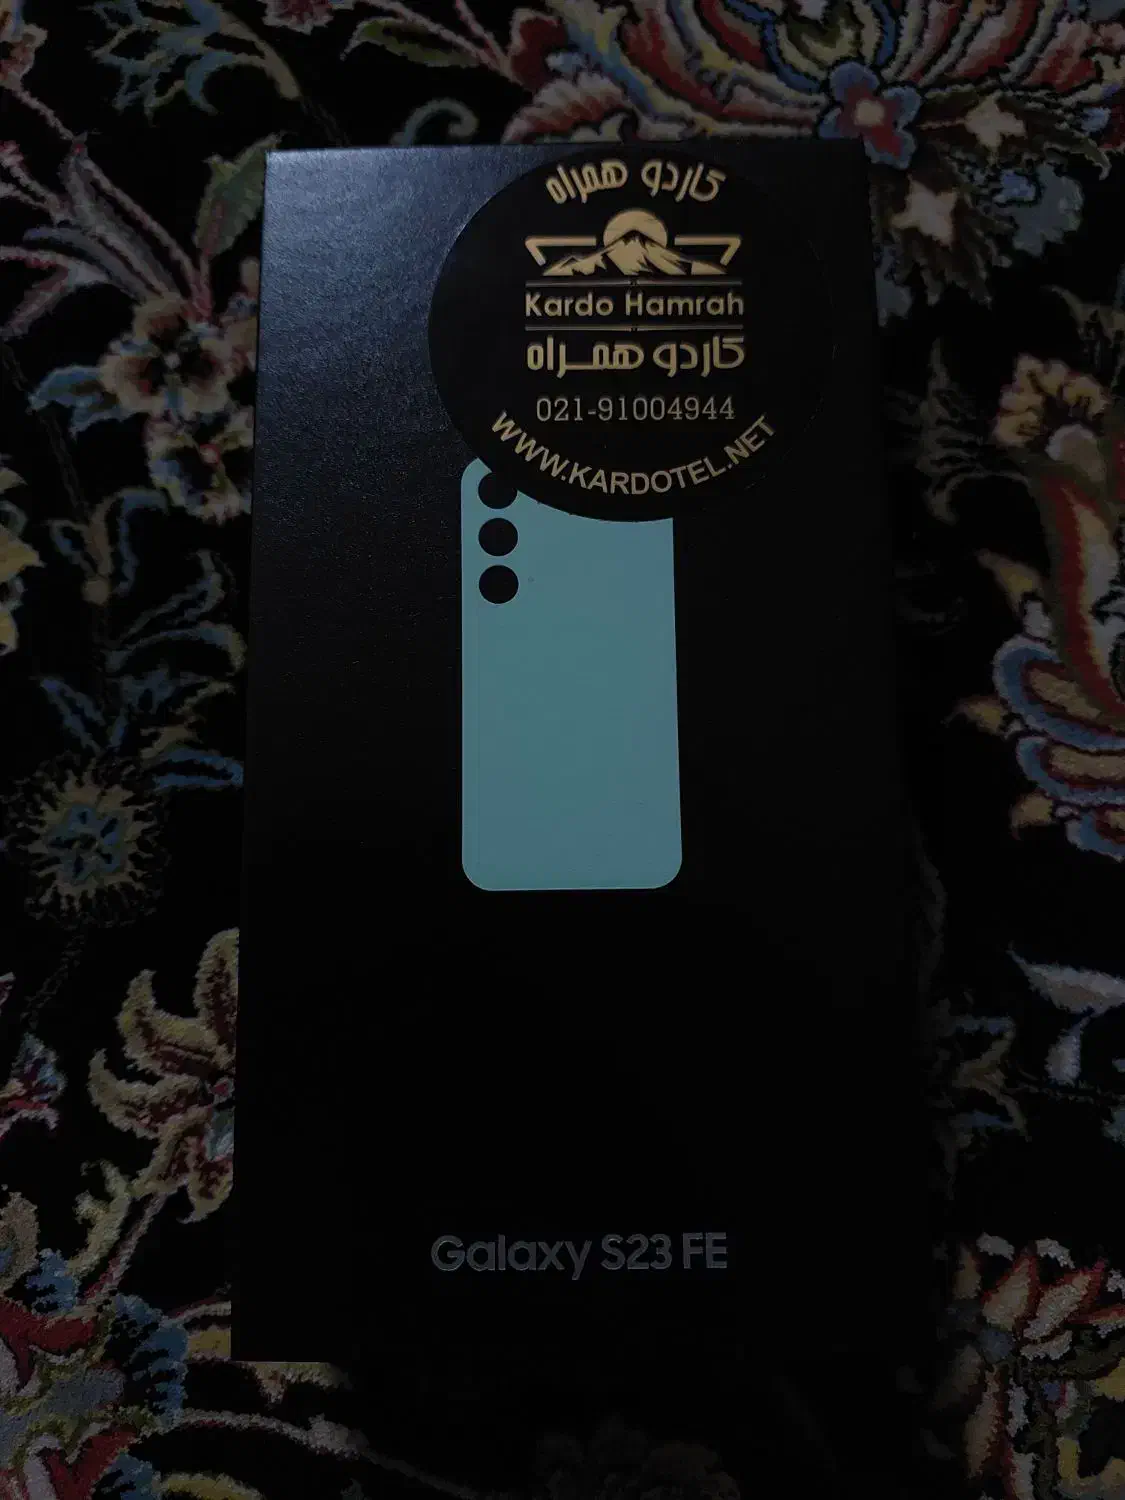 کاردو همراه
Kardo Hamrah
کاردو همراه
021-91004944
WWW.KARDOTEL.NET
Galaxy S23 FE